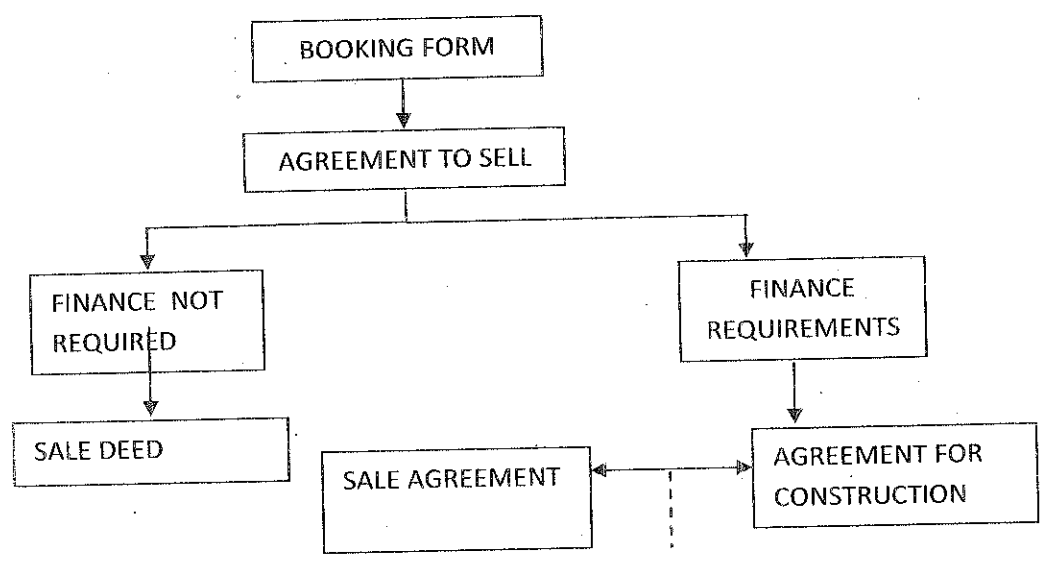 BOOKING FORM
AGREEMENT TO SELL
FINANCE NOT
REQUIRED
FINANCE
REQUIREMENTS
SALE DEED
SALE AGREEMENT
AGREEMENT FOR
CONSTRUCTION